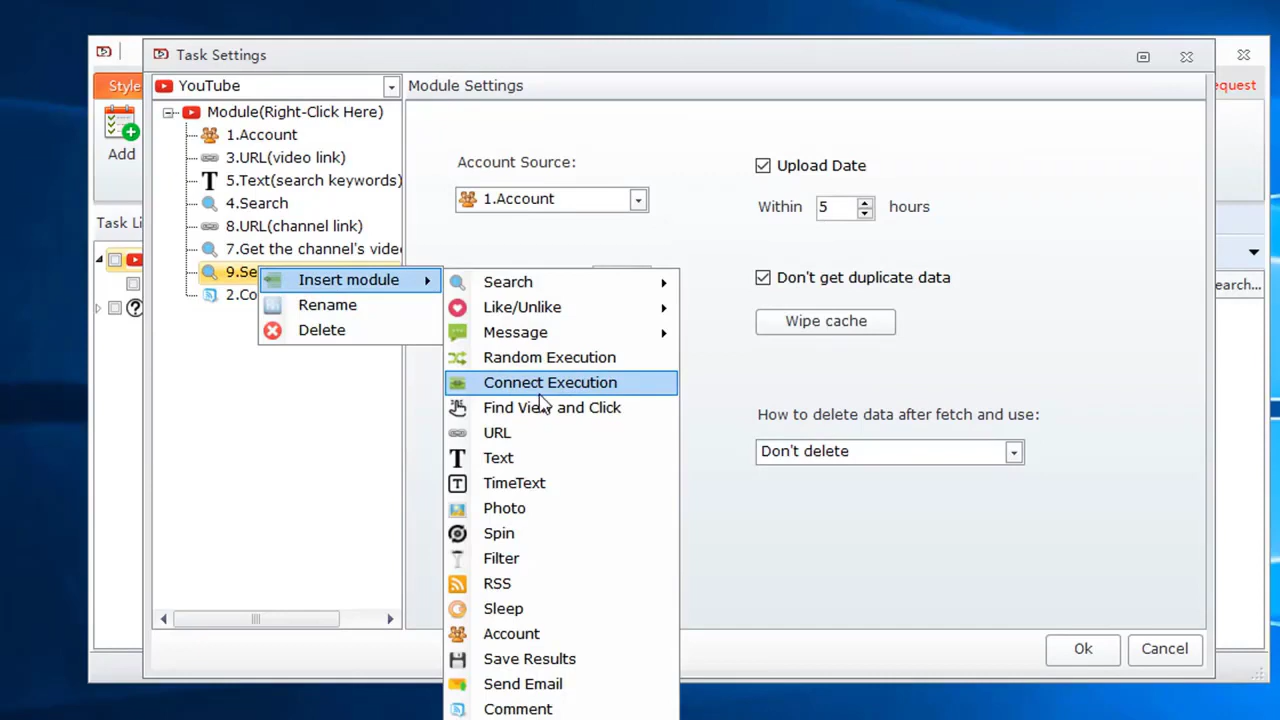 Task Settings
Style
equest
YouTube
Module Settings
Module(Right-Click Here)
1.Account
3.URL(video link)
5.Text(search keywords)
4.Search
8.URL(channel link)
7.Get the channel's vide
9.Se
2.Co
Add
Task Li
Account Source:
1.Account
Upload Date
Within 5 hours
Don't get duplicate data
Wipe cache
How to delete data after fetch and use:
Don't delete
earch...
Insert module
Rename
Delete
Search
Like/Unlike
Message
Random Execution
Connect Execution
Find View and Click
URL
Text
TimeText
Photo
Spin
Filter
RSS
Sleep
Account
Save Results
Send Email
Comment
Ok
Cancel